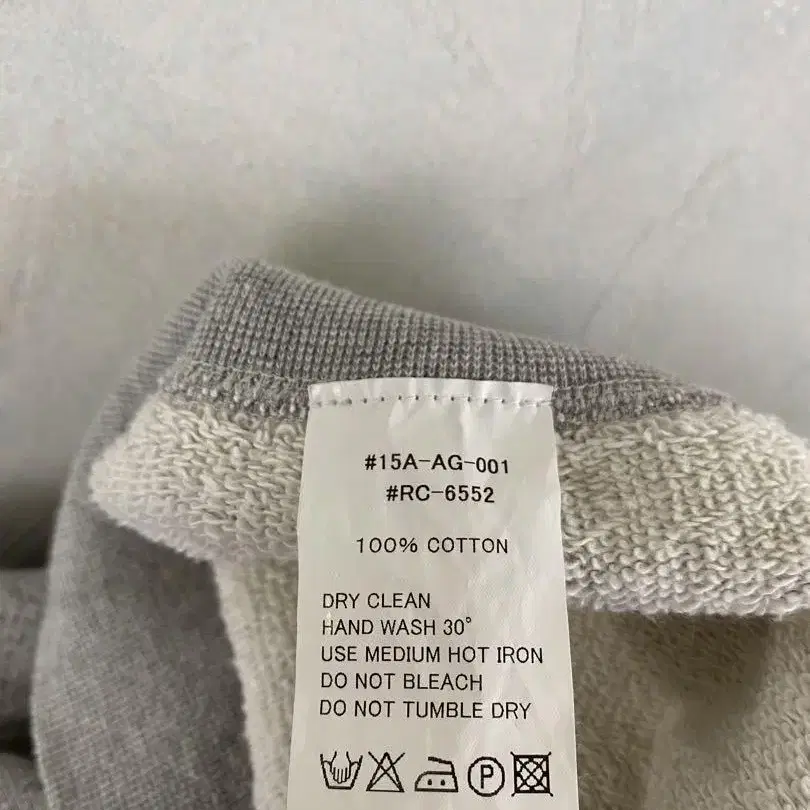 #15A-AG-001
#RC-6552
100% COTTON
DRY CLEAN
HAND WASH 30°
USE MEDIUM HOT IRON
DO NOT BLEACH
DO NOT TUMBLE DRY
P